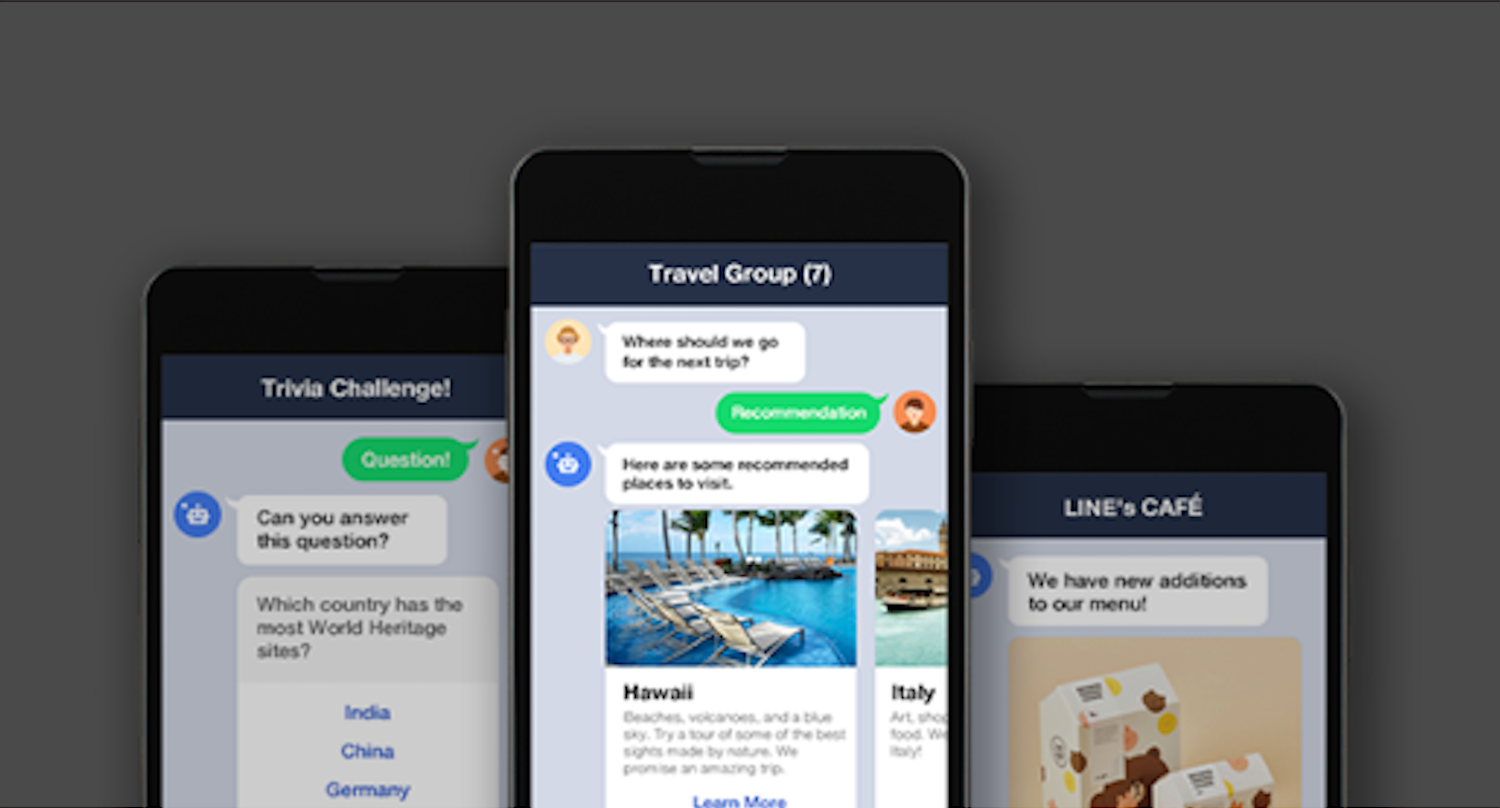 Trivia Challenge!
Question!
Can you answer
this question?
Which country has the
most World Heritage
sites?
India
China
Germany
Travel Group (7)
Where should we go
for the next trip?
Recommendation
Here are some recommended
places to visit.
Hawaii
Beaches, volcanoes, and a blue
sky. Try a tour of some of the best
sights made by nature. We
promise an amazing trip.
Learn More
Italy
Art, shop
food. We
Italy!
LINE's CAFÉ
We have new additions
to our menu!